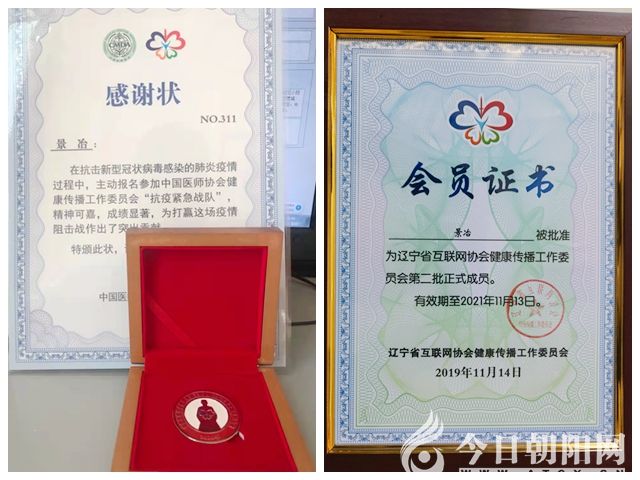 CMDA
感谢状
NO.311
景 冶:
在抗击新型冠状病毒感染的肺炎疫情
过程中，主动报名参加中国医师协会健
康传播工作委员会“抗疫紧急战队”，
精神可嘉，成绩显著，为打赢这场疫情
阻击战作出了突出贡献
特颁此状，
中国医
会员证书
景冶 被批准
为辽宁省互联网协会健康传播工作委
员会第二批正式成员。
有效期至2021年11月13日。
辽宁省互联网协会健康传播工作委员会
2019年11月14日
今日朝阳网